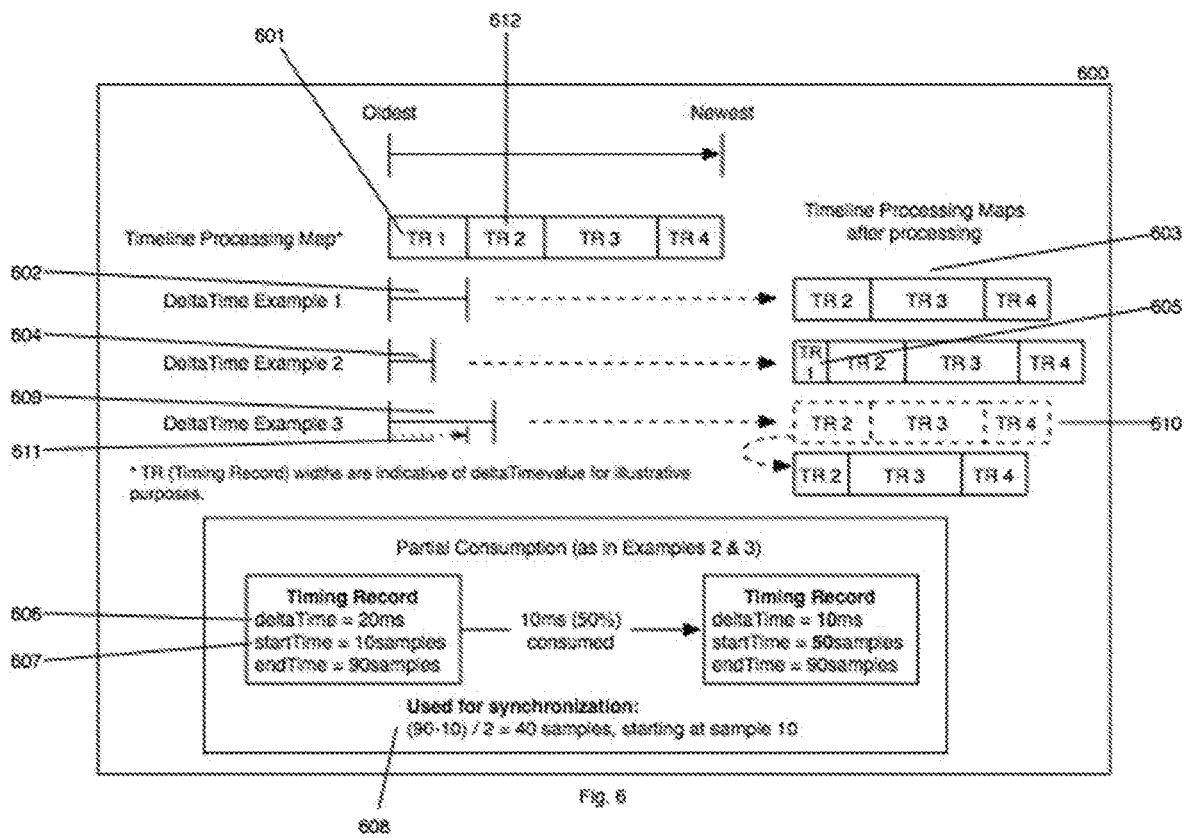 612
601
600
Oldest Newest
Timeline Processing Map* TR 1 TR 2 TR 3 TR 4
Timeline Processing Maps
after processing
603
602
DeltaTime Example 1 TR 2 TR 3 TR 4
605
604
DeltaTime Example 2 TR 1 TR 2 TR 3 TR 4
609
DeltaTime Example 3 TR 2 TR 3 TR 4
610
611
TR 2 TR 3 TR 4
* TR (Timing Record) widths are indicative of deltaTimevalue for illustrative
purposes.
Partial Consumption (as in Examples 2 & 3)
Timing Record
606
deltaTime = 20ms
607
startTime = 10samples
endTime = 90samples
10ms (50%)
consumed
Timing Record
deltaTime = 10ms
startTime = 50samples
endTime = 90samples
Used for synchronization:
(90-10) / 2 = 40 samples, starting at sample 10
608
Fig. 6